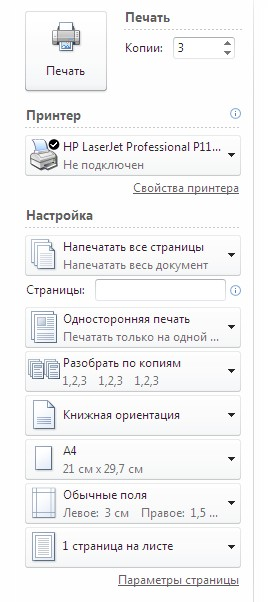 Печать
Копии: 3
Печать
Принтер
HP LaserJet Professional P11...
Не подключен
Свойства принтера
Настройка
Напечатать все страницы
Напечатать весь документ
Страницы:
Односторонняя печать
Печатать только на одной ...
Разобрать по копиям
1,2,3 1,2,3 1,2,3
Книжная ориентация
A4
21 см x 29,7 см
Обычные поля
Левое: 3 см Правое: 1,5 ...
1 страница на листе
Параметры страницы